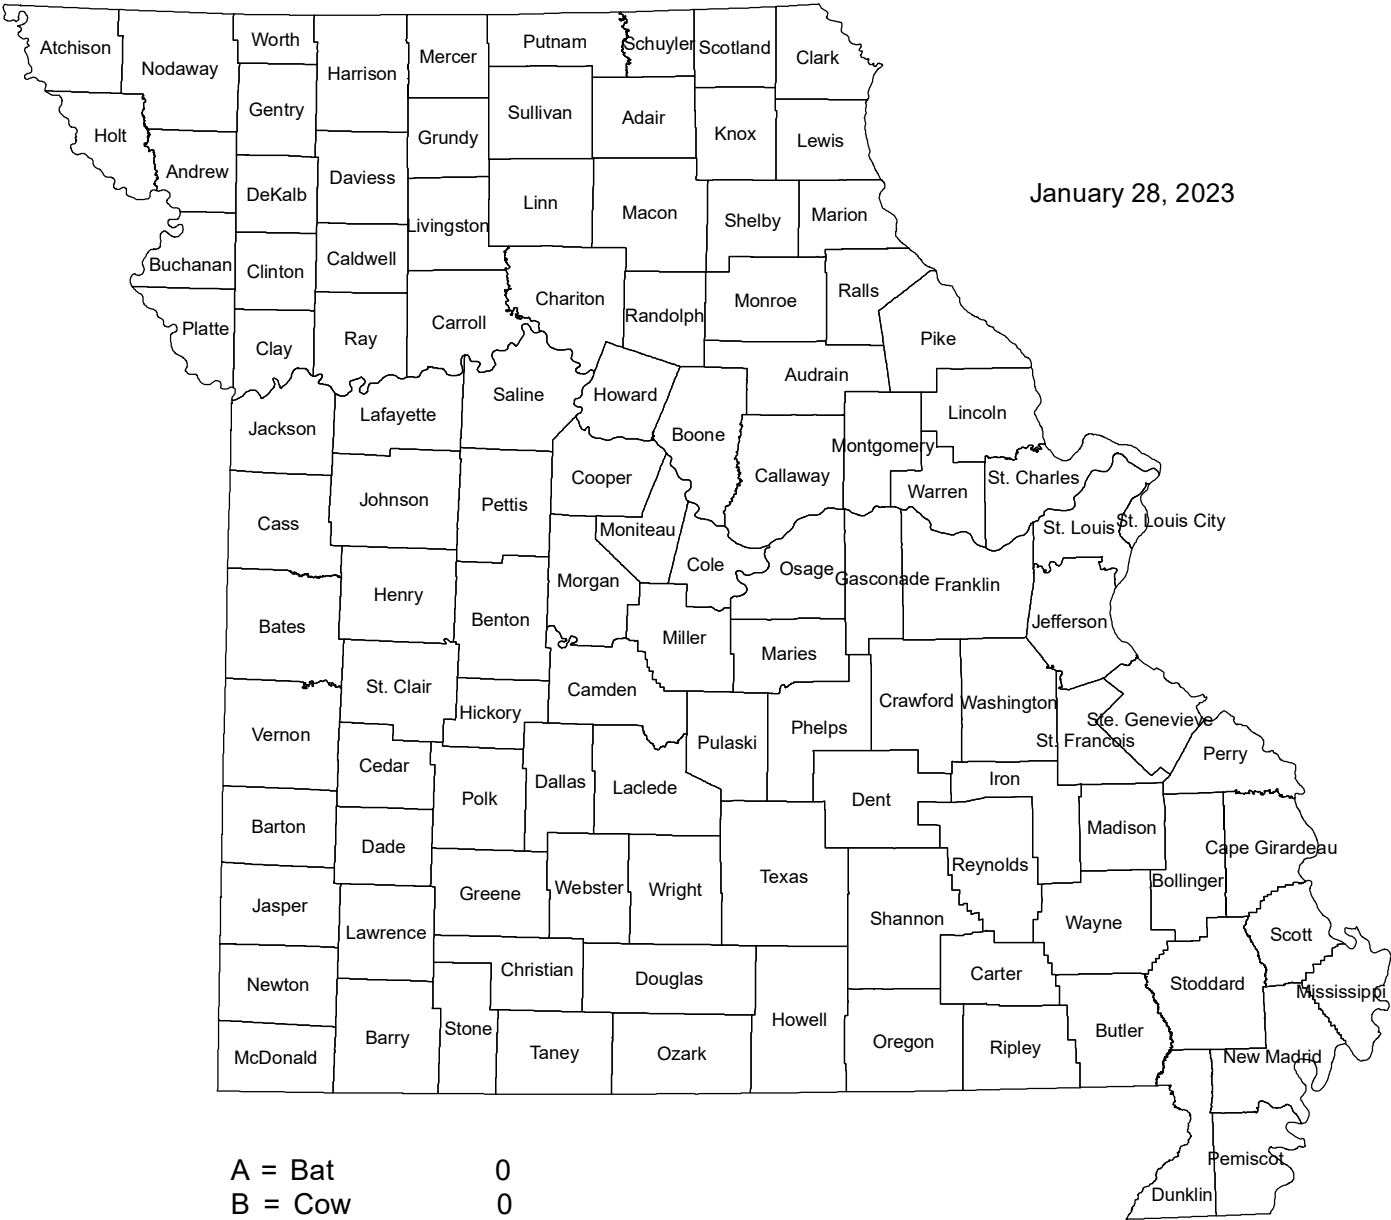 Atchison
Nodaway
Worth
Harrison
Mercer
Putnam
Schuyler
Scotland
Clark
Holt
Gentry
Grundy
Sullivan
Adair
Knox
Lewis
Andrew
DeKalb
Daviess
Livingston
Linn
Macon
Shelby
Marion
January 28, 2023
Buchanan
Clinton
Caldwell
Carroll
Chariton
Randolph
Monroe
Ralls
Pike
Platte
Clay
Ray
Saline
Howard
Audrain
Jackson
Lafayette
Boone
Callaway
Montgomery
Lincoln
Cass
Johnson
Pettis
Cooper
Moniteau
Warren
St. Charles
St. Louis
St. Louis City
Bates
Henry
Benton
Morgan
Cole
Osage
Gasconade
Franklin
Jefferson
Miller
Maries
Vernon
St. Clair
Hickory
Camden
Pulaski
Phelps
Crawford
Washington
Ste. Genevieve
St. Francois
Perry
Cedar
Polk
Dallas
Laclede
Dent
Iron
Barton
Dade
Madison
Cape Girardeau
Reynolds
Bollinger
Jasper
Greene
Webster
Wright
Texas
Shannon
Wayne
Scott
Lawrence
Newton
Christian
Douglas
Carter
Stoddard
Mississippi
McDonald
Barry
Stone
Taney
Ozark
Howell
Oregon
Ripley
Butler
New Madrid
Pemiscot
Dunklin
A = Bat 0
B = Cow 0